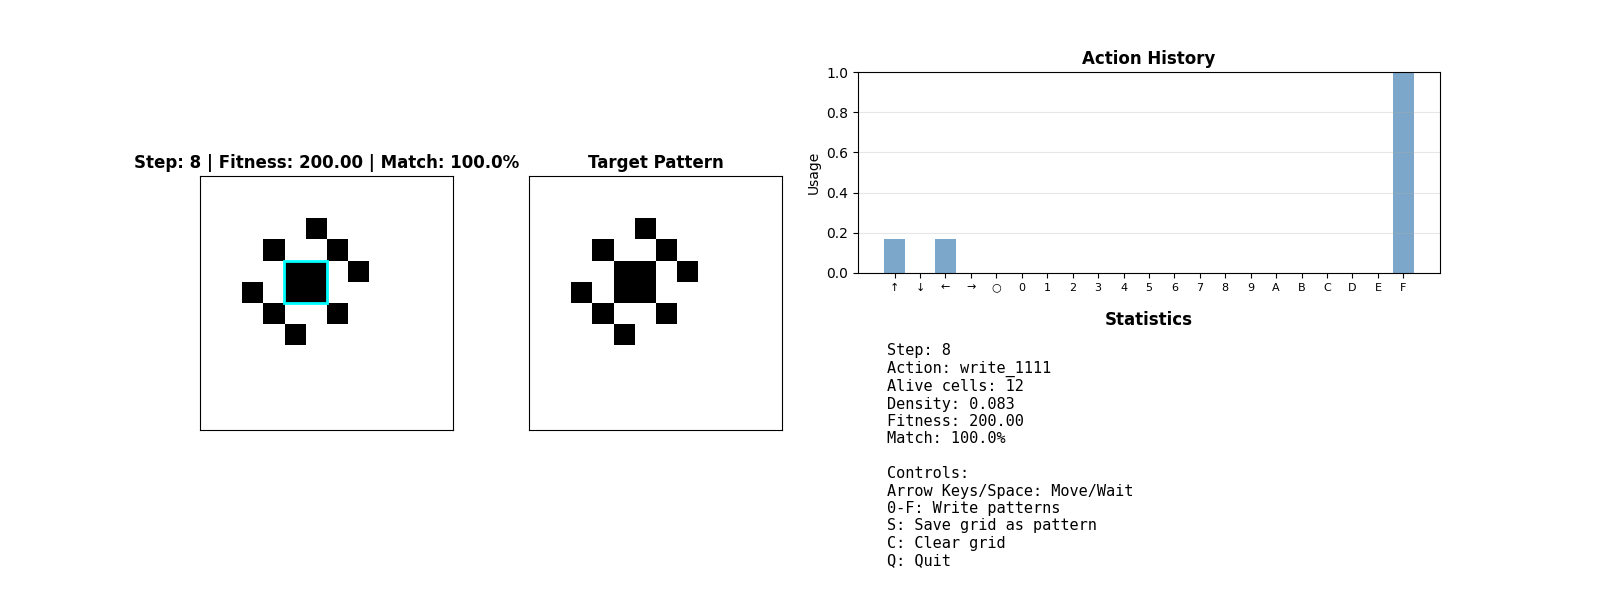 Step: 8 | Fitness: 200.00 | Match: 100.0%
Target Pattern
Action History
Usage
1.0
0.8
0.6
0.4
0.2
0.0
↑ ↓ ← → ○ 0 1 2 3 4 5 6 7 8 9 A B C D E F
Statistics
Step: 8
Action: write_1111
Alive cells: 12
Density: 0.083
Fitness: 200.00
Match: 100.0%
Controls:
Arrow Keys/Space: Move/Wait
0-F: Write patterns
S: Save grid as pattern
C: Clear grid
Q: Quit